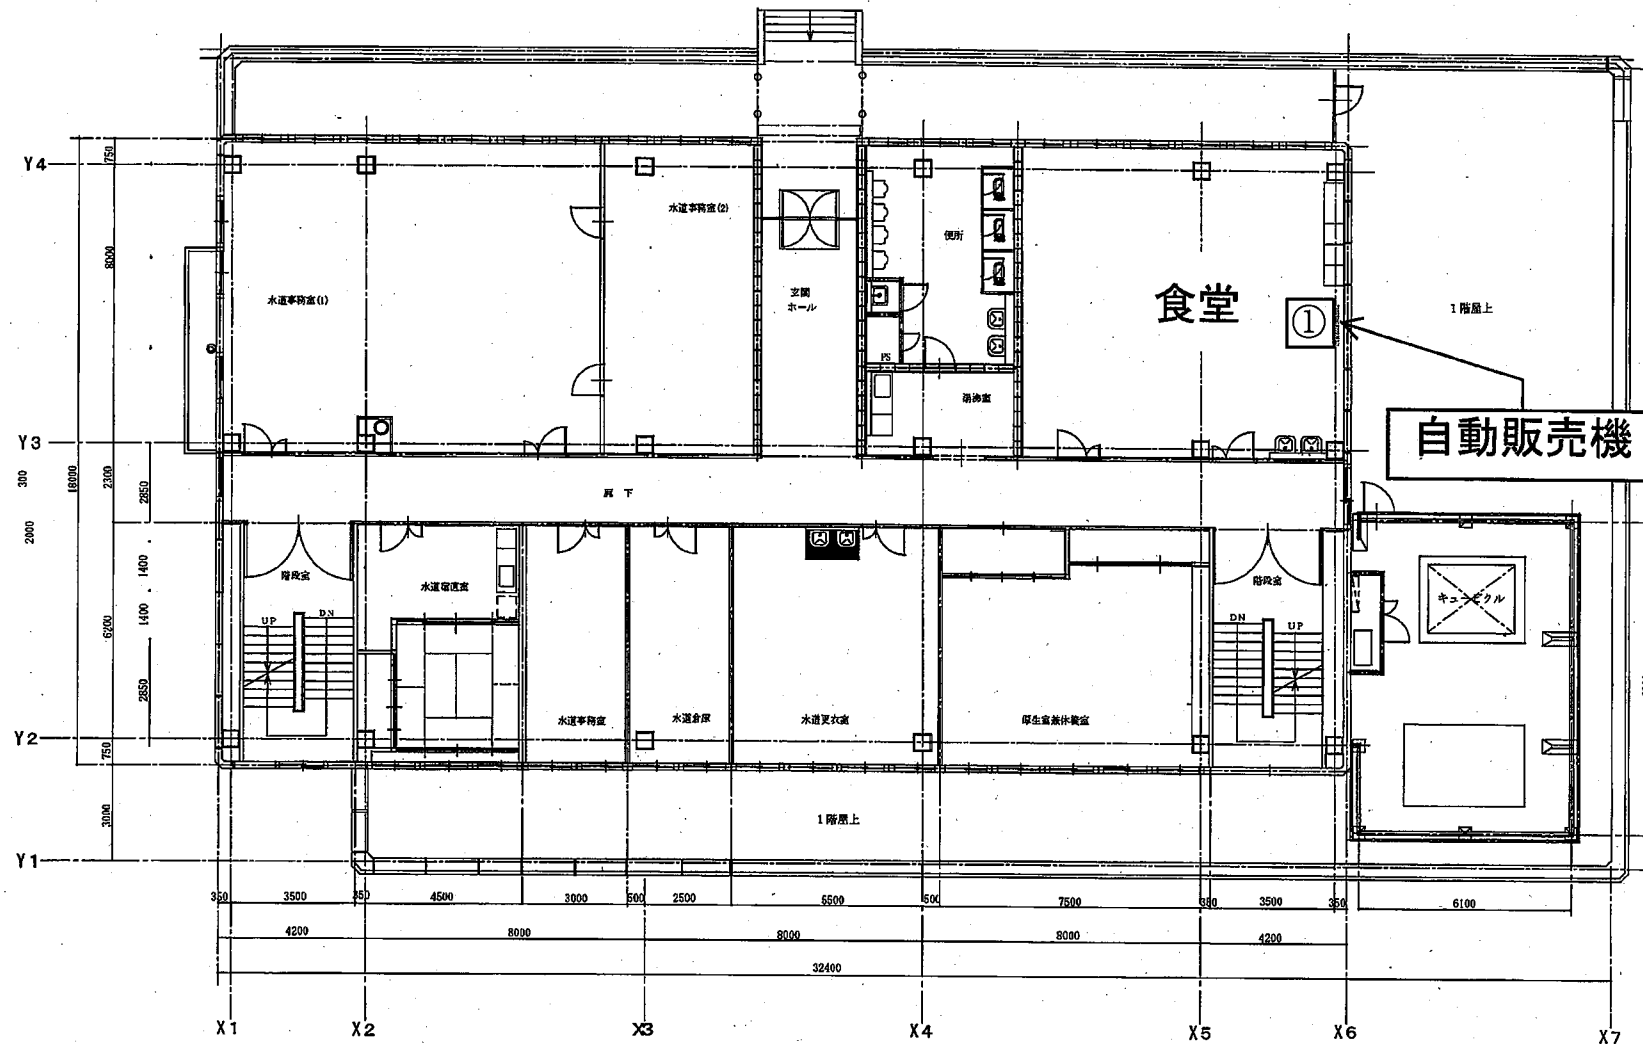 Y4
750
水道事務室(2)
便所
8000
水道事務室(1)
玄関
ホール
食堂
①
1階屋上
PS
湯沸室
自動販売機
Y3
300
18000
2300
2850
廊下
2000
1400
階段室
水道宿直室
階段室
キュービクル
UP
DN
DN
UP
6200
1400
2850
水道事務室
水道倉庫
水道更衣室
厚生室兼休養室
Y2
750
3000
1階屋上
Y1
350
3500
350
4500
3000
500
2500
5500
500
7500
350
3500
350
6100
4200
8000
8000
8000
4200
32400
X1
X2
X3
X4
X5
X6
X7